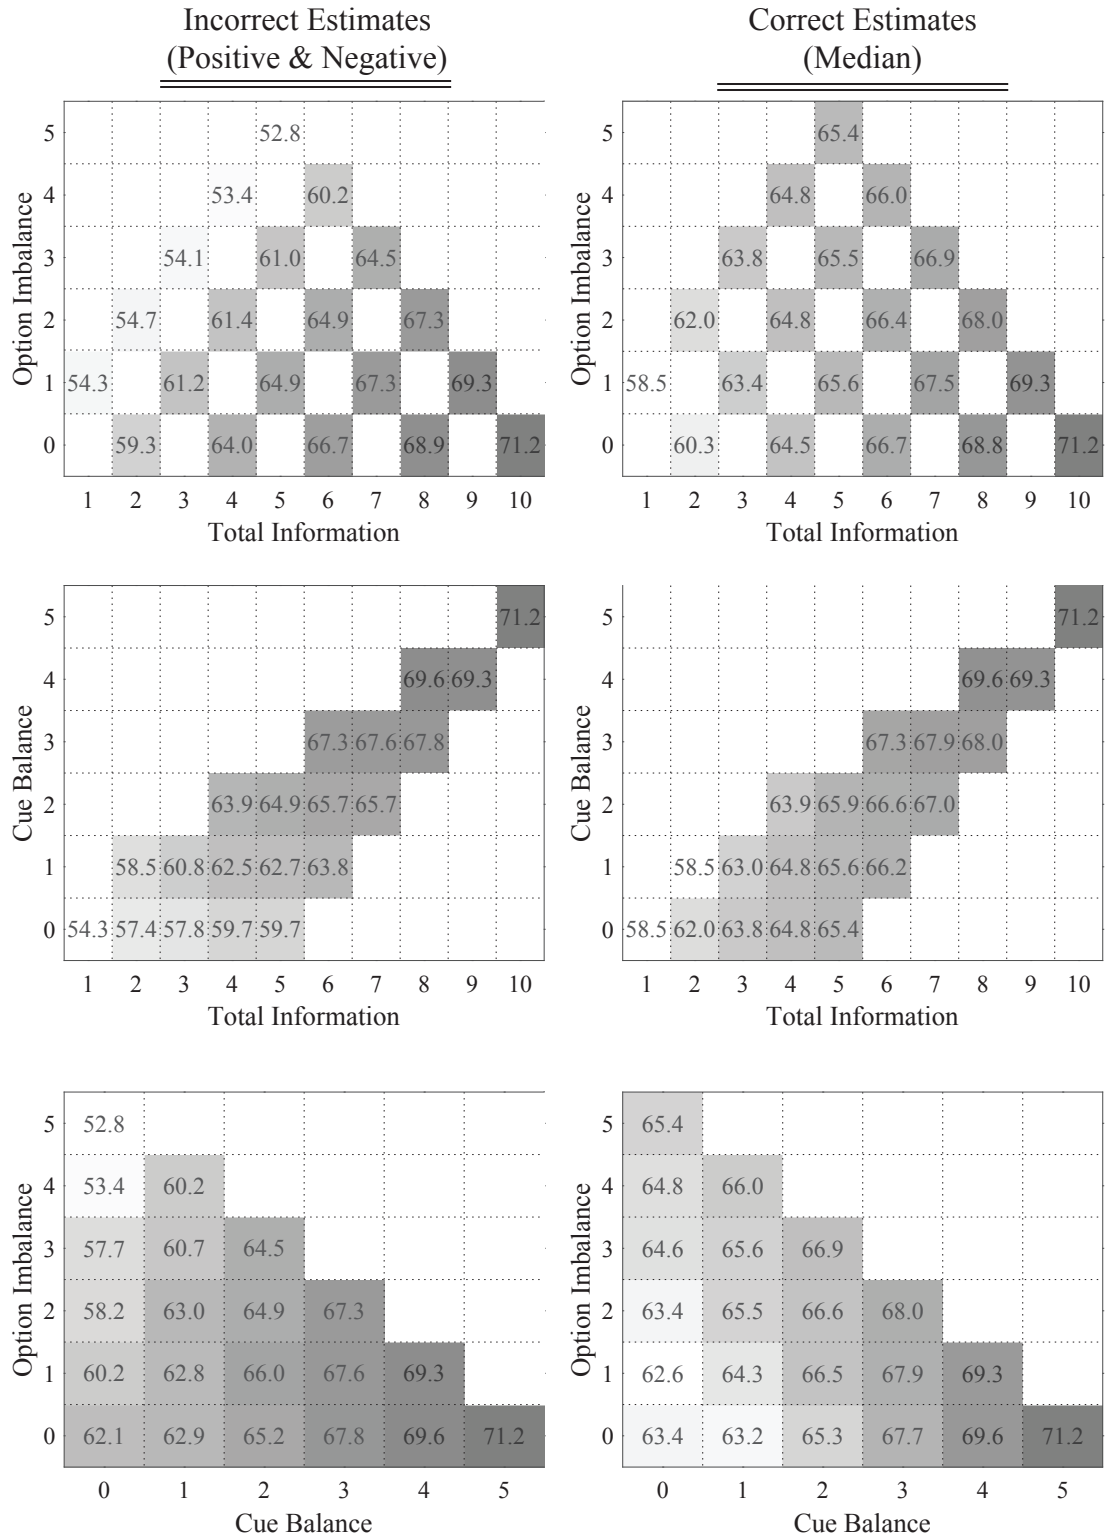 Incorrect Estimates
(Positive & Negative)
Correct Estimates
(Median)
Option Imbalance
5 52.8
4 53.4 60.2
3 54.1 61.0 64.5
2 54.7 61.4 64.9 67.3
1 54.3 61.2 64.9 67.3 69.3
0 59.3 64.0 66.7 68.9 71.2
1 2 3 4 5 6 7 8 9 10
Total Information
Option Imbalance
5 65.4
4 64.8 66.0
3 63.8 65.5 66.9
2 62.0 64.8 66.4 68.0
1 58.5 63.4 65.6 67.5 69.3
0 60.3 64.5 66.7 68.8 71.2
1 2 3 4 5 6 7 8 9 10
Total Information
Cue Balance
5 71.2
4 69.6 69.3
3 67.3 67.6 67.8
2 63.9 64.9 65.7 65.7
1 58.5 60.8 62.5 62.7 63.8
0 54.3 57.4 57.8 59.7 59.7
1 2 3 4 5 6 7 8 9 10
Total Information
Cue Balance
5 71.2
4 69.6 69.3
3 67.3 67.9 68.0
2 63.9 65.9 66.6 67.0
1 58.5 63.0 64.8 65.6 66.2
0 58.5 62.0 63.8 64.8 65.4
1 2 3 4 5 6 7 8 9 10
Total Information
Option Imbalance
5 52.8
4 53.4 60.2
3 57.7 60.7 64.5
2 58.2 63.0 64.9 67.3
1 60.2 62.8 66.0 67.6 69.3
0 62.1 62.9 65.2 67.8 69.6 71.2
0 1 2 3 4 5
Cue Balance
Option Imbalance
5 65.4
4 64.8 66.0
3 64.6 65.6 66.9
2 63.4 65.5 66.6 68.0
1 62.6 64.3 66.5 67.9 69.3
0 63.4 63.2 65.3 67.7 69.6 71.2
0 1 2 3 4 5
Cue Balance